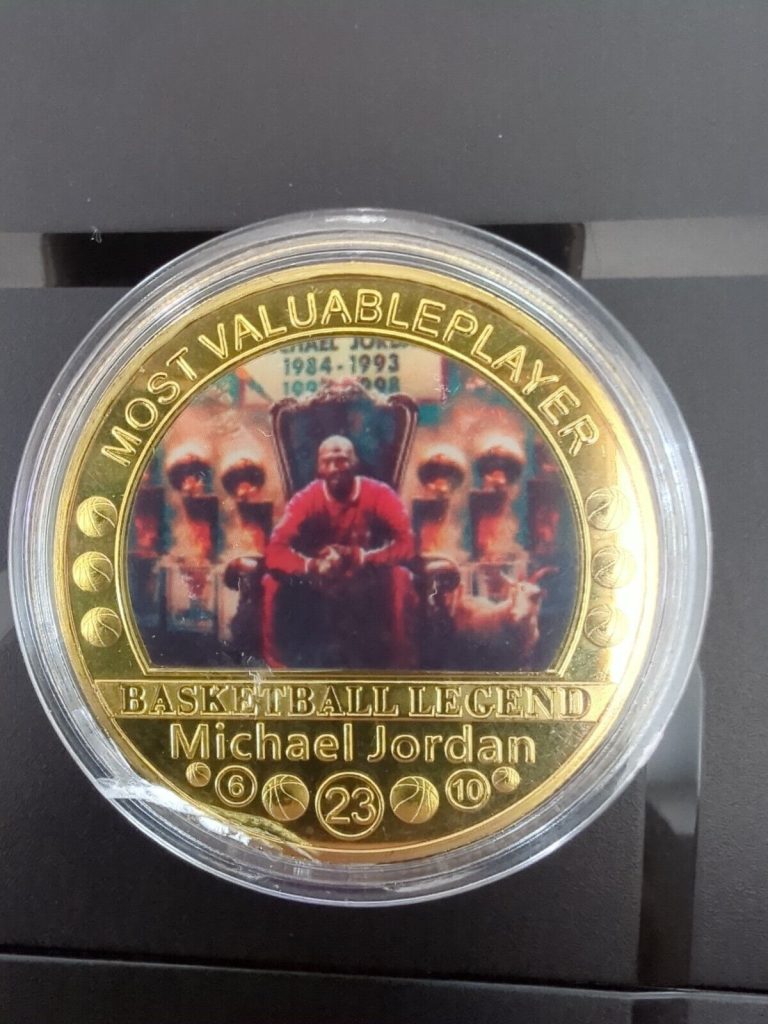 MOST VALUABLEPLAYER
1984-1993
BASKETBALL LEGEND
Michael Jordan
6 23 10